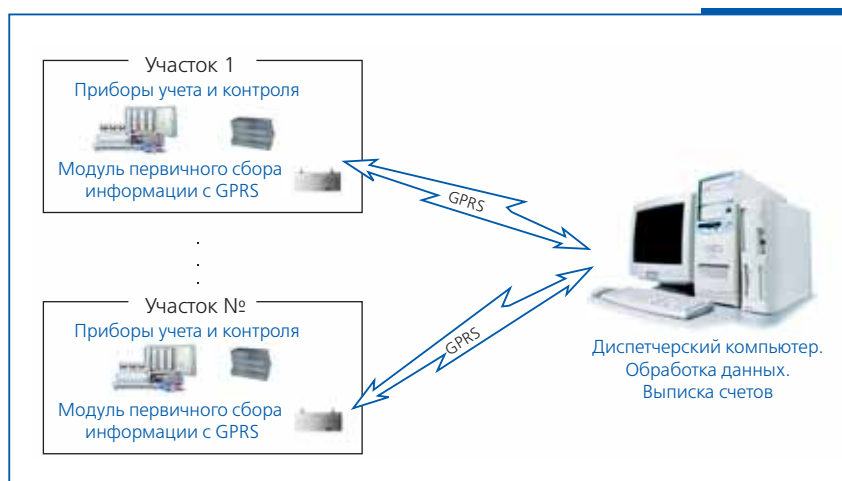 Участок 1
Приборы учета и контроля
Модуль первичного сбора
информации с GPRS
GPRS
.
.
.
Участок №
Приборы учета и контроля
Модуль первичного сбора
информации с GPRS
GPRS
Диспетчерский компьютер.
Обработка данных.
Выписка счетов